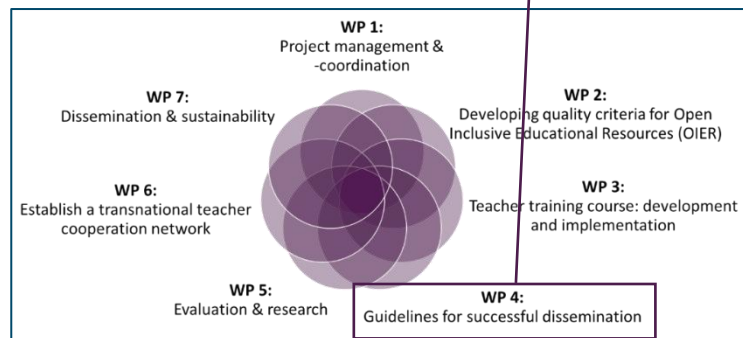 WP 1:
Project management &
-coordination
WP 2:
Developing quality criteria for Open
Inclusive Educational Resources (OIER)
WP 3:
Teacher training course: development
and implementation
WP 4:
Guidelines for successful dissemination
WP 5:
Evaluation & research
WP 6:
Establish a transnational teacher
cooperation network
WP 7:
Dissemination & sustainability